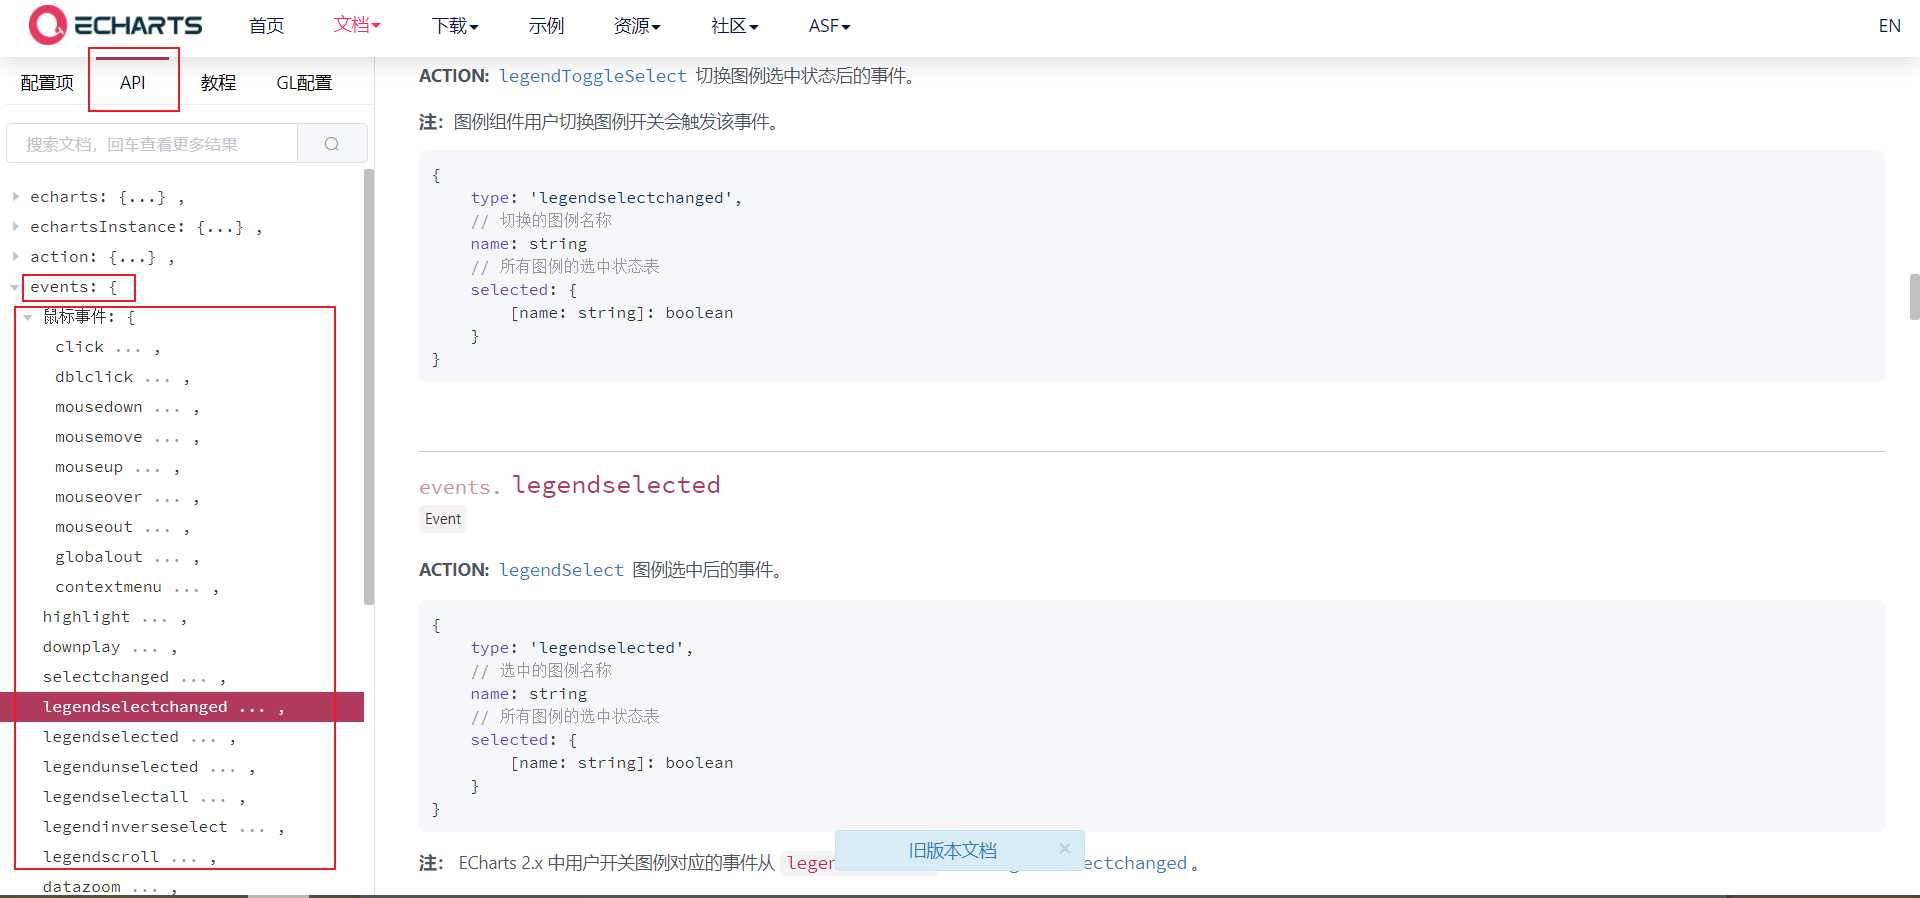 ECHARTS 首页 文档 下载 示例 资源 社区 ASF EN
配置项 API 教程 GL配置
搜索文档，回车查看更多结果
echarts: {...} ,
echartsInstance: {...} ,
action: {...} ,
events: {
鼠标事件: {
click ... ,
dblclick ... ,
mousedown ... ,
mousemove ... ,
mouseup ... ,
mouseover ... ,
mouseout ... ,
globalout ... ,
contextmenu ... ,
highlight ... ,
downplay ... ,
selectchanged ... ,
legendselectchanged ... ,
legendselected ... ,
legendunselected ... ,
legendselectall ... ,
legendinverseselect ... ,
legendscroll ... ,
datazoom ... ,
ACTION: legendToggleSelect 切换图例选中状态后的事件。
注：图例组件用户切换图例开关会触发该事件。
{
type: 'legendselectchanged',
// 切换的图例名称
name: string
// 所有图例的选中状态表
selected: {
[name: string]: boolean
}
}
events. legendselected
Event
ACTION: legendSelect 图例选中后的事件。
{
type: 'legendselected',
// 选中的图例名称
name: string
// 所有图例的选中状态表
selected: {
[name: string]: boolean
}
}
注： ECharts 2.x 中用户开关图例对应的事件从 legen ectchanged 。
旧版本文档 ×